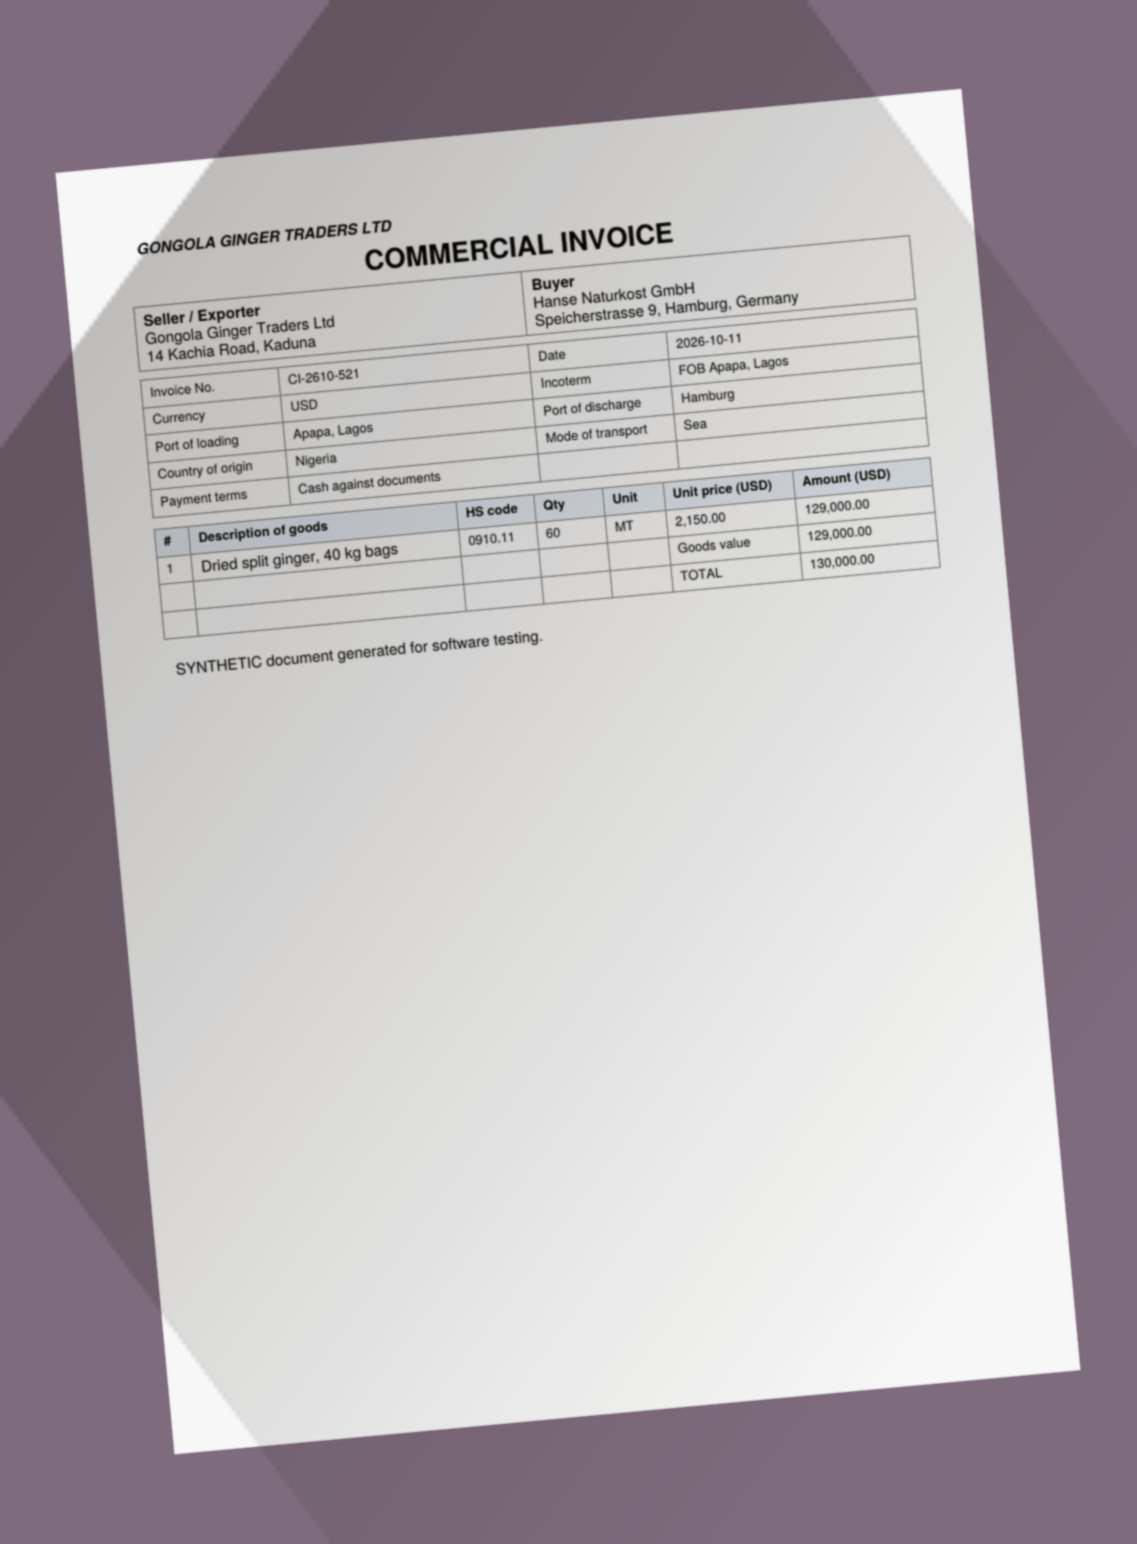 GONGOLA GINGER TRADERS LTD
COMMERCIAL INVOICE
Seller / Exporter
Gongola Ginger Traders Ltd
14 Kachia Road, Kaduna
Buyer
Hanse Naturkost GmbH
Speicherstrasse 9, Hamburg, Germany
Invoice No. CI-2610-521 Date 2026-10-11
Currency USD Incoterm FOB Apapa, Lagos
Port of loading Apapa, Lagos Port of discharge Hamburg
Country of origin Nigeria Mode of transport Sea
Payment terms Cash against documents
# Description of goods HS code Qty Unit Unit price (USD) Amount (USD)
1 Dried split ginger, 40 kg bags 0910.11 60 MT 2,150.00 129,000.00
Goods value 129,000.00
TOTAL 130,000.00
SYNTHETIC document generated for software testing.